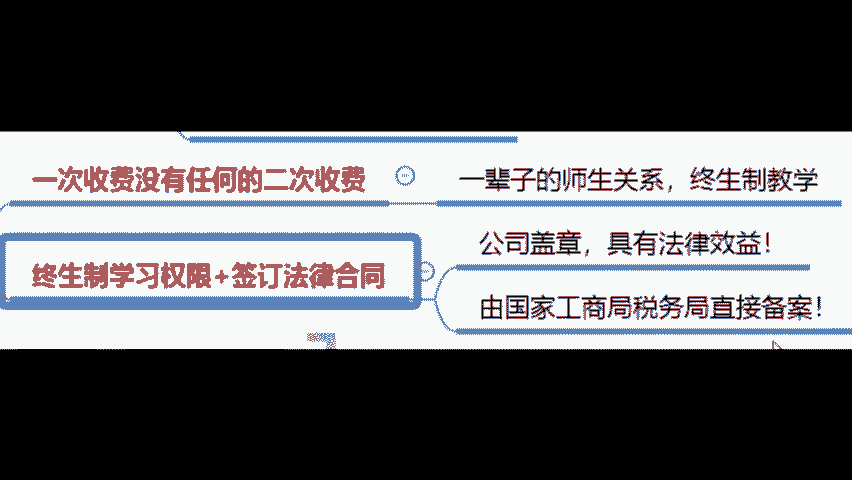 一次收费没有任何的二次收费
一辈子的师生关系，终生制教学
终生制学习权限+签订法律合同
公司盖章，具有法律效益！
由国家工商局税务局直接备案！